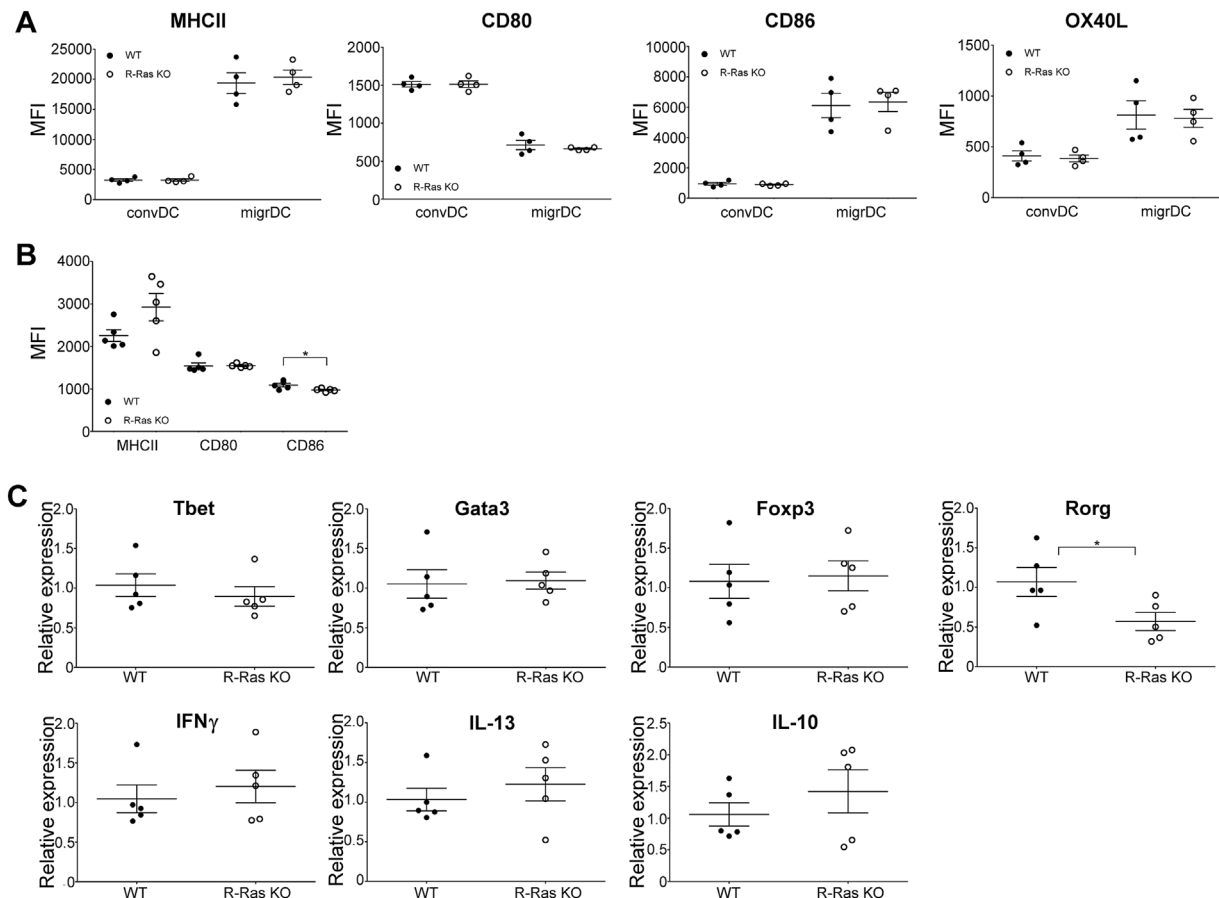 A
MHCII
CD80
CD86
OX40L
MFI
25000
20000
15000
10000
5000
0
WT
R-Ras KO
convDC
migrDC
MFI
2000
1500
1000
500
0
WT
R-Ras KO
convDC
migrDC
MFI
10000
8000
6000
4000
2000
0
WT
R-Ras KO
convDC
migrDC
MFI
1500
1000
500
0
WT
R-Ras KO
convDC
migrDC
B
MFI
4000
3000
2000
1000
0
*
WT
R-Ras KO
MHCII
CD80
CD86
C
Tbet
Relative expression
2.0
1.5
1.0
0.5
0
WT
R-Ras KO
Gata3
Relative expression
2.0
1.5
1.0
0.5
0
WT
R-Ras KO
Foxp3
Relative expression
2.0
1.5
1.0
0.5
0
WT
R-Ras KO
Rorg
Relative expression
2.0
1.5
1.0
0.5
0
*
WT
R-Ras KO
IFNγ
Relative expression
2.0
1.5
1.0
0.5
.0
WT
R-Ras KO
IL-13
Relative expression
2.0
1.5
1.0
0.5
.0
WT
R-Ras KO
IL-10
Relative expression
2.5
2.0
1.5
1.0
0.5
.0
WT
R-Ras KO